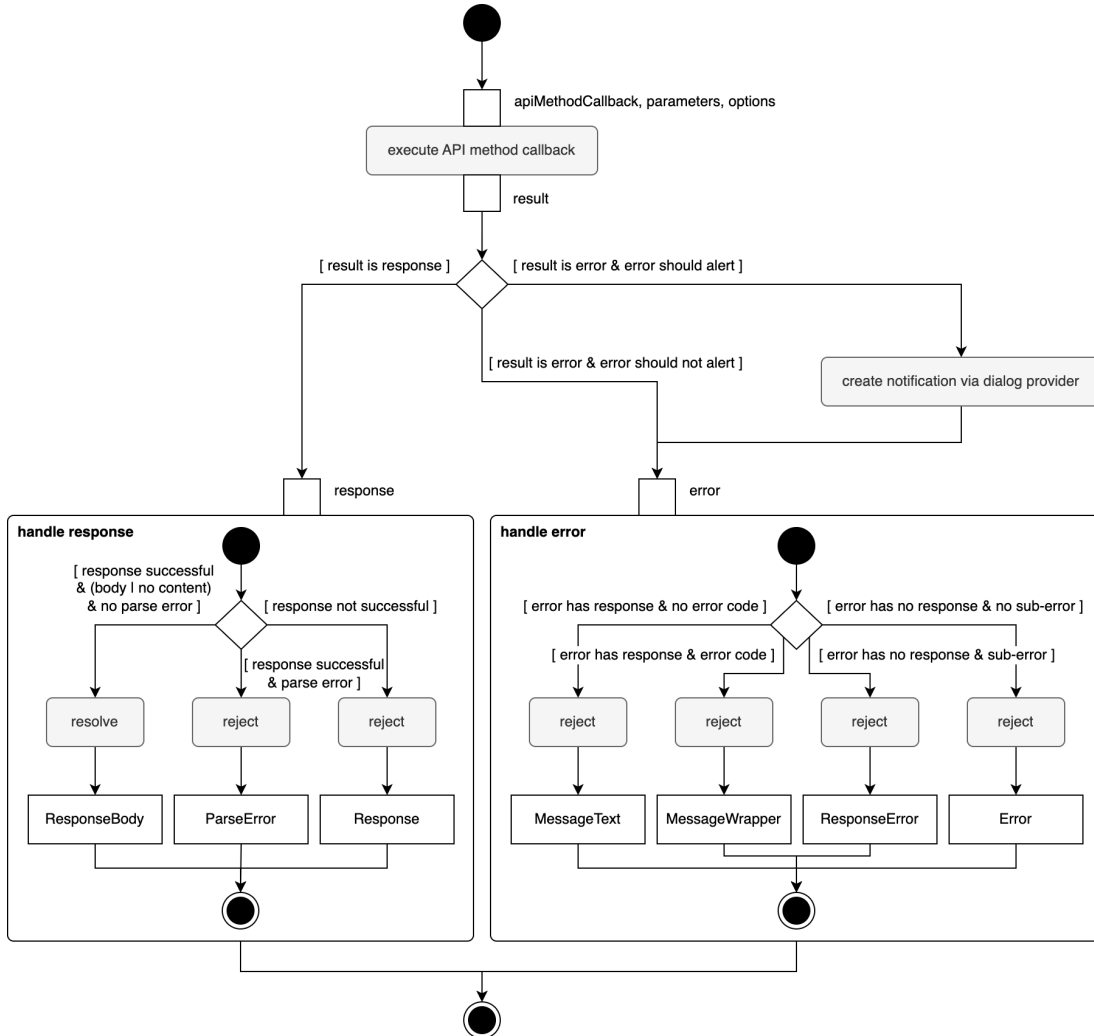 apiMethodCallback, parameters, options
execute API method callback
result
[ result is response ]
[ result is error & error should alert ]
[ result is error & error should not alert ]
create notification via dialog provider
response
error
handle response
[ response successful
& (body | no content)
& no parse error ]
[ response not successful ]
[ response successful
& parse error ]
resolve
reject
reject
ResponseBody
ParseError
Response
handle error
[ error has response & no error code ]
[ error has no response & no sub-error ]
[ error has response & error code ]
[ error has no response & sub-error ]
reject
reject
reject
reject
MessageText
MessageWrapper
ResponseError
Error